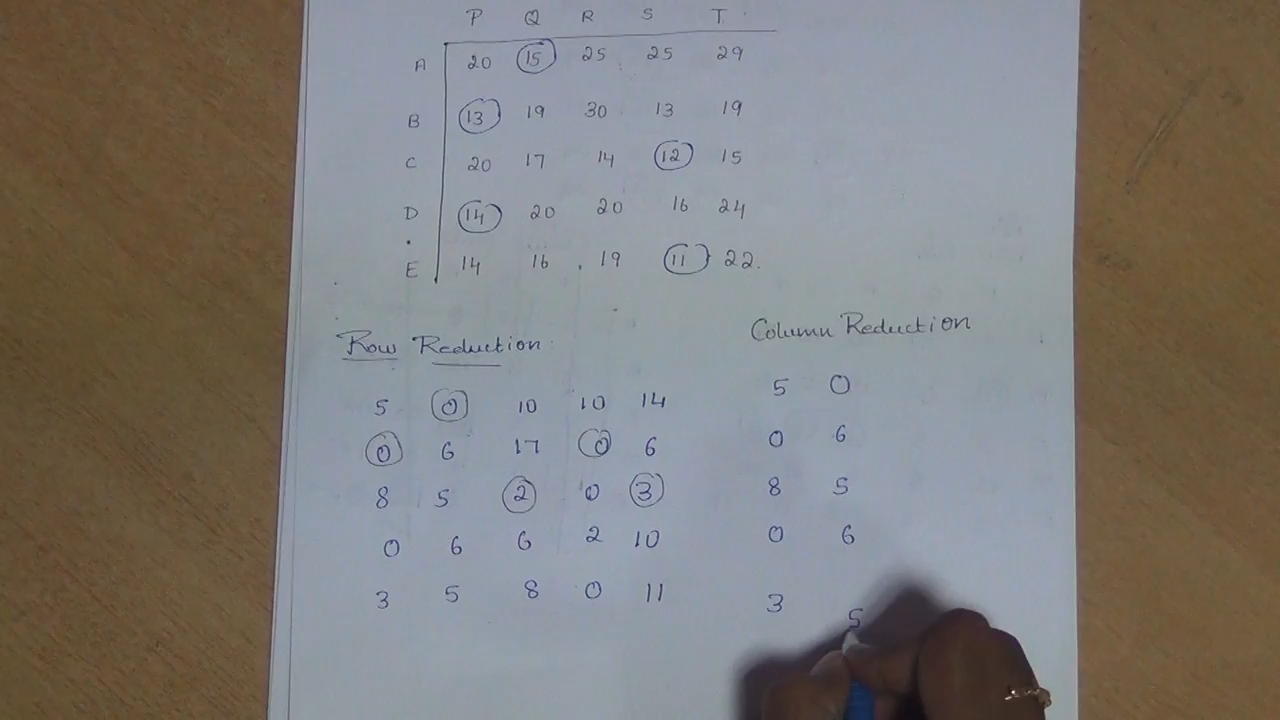 P Q R S T
A 20 15 25 25 29
B 13 19 30 13 19
C 20 17 14 12 15
D 14 20 20 16 24
E 14 16 19 11 22.
Row Reduction
5 0 10 10 14
0 6 17 0 6
8 5 2 0 3
0 6 6 2 10
3 5 8 0 11
Column Reduction
5 0
0 6
8 5
0 6
3 5